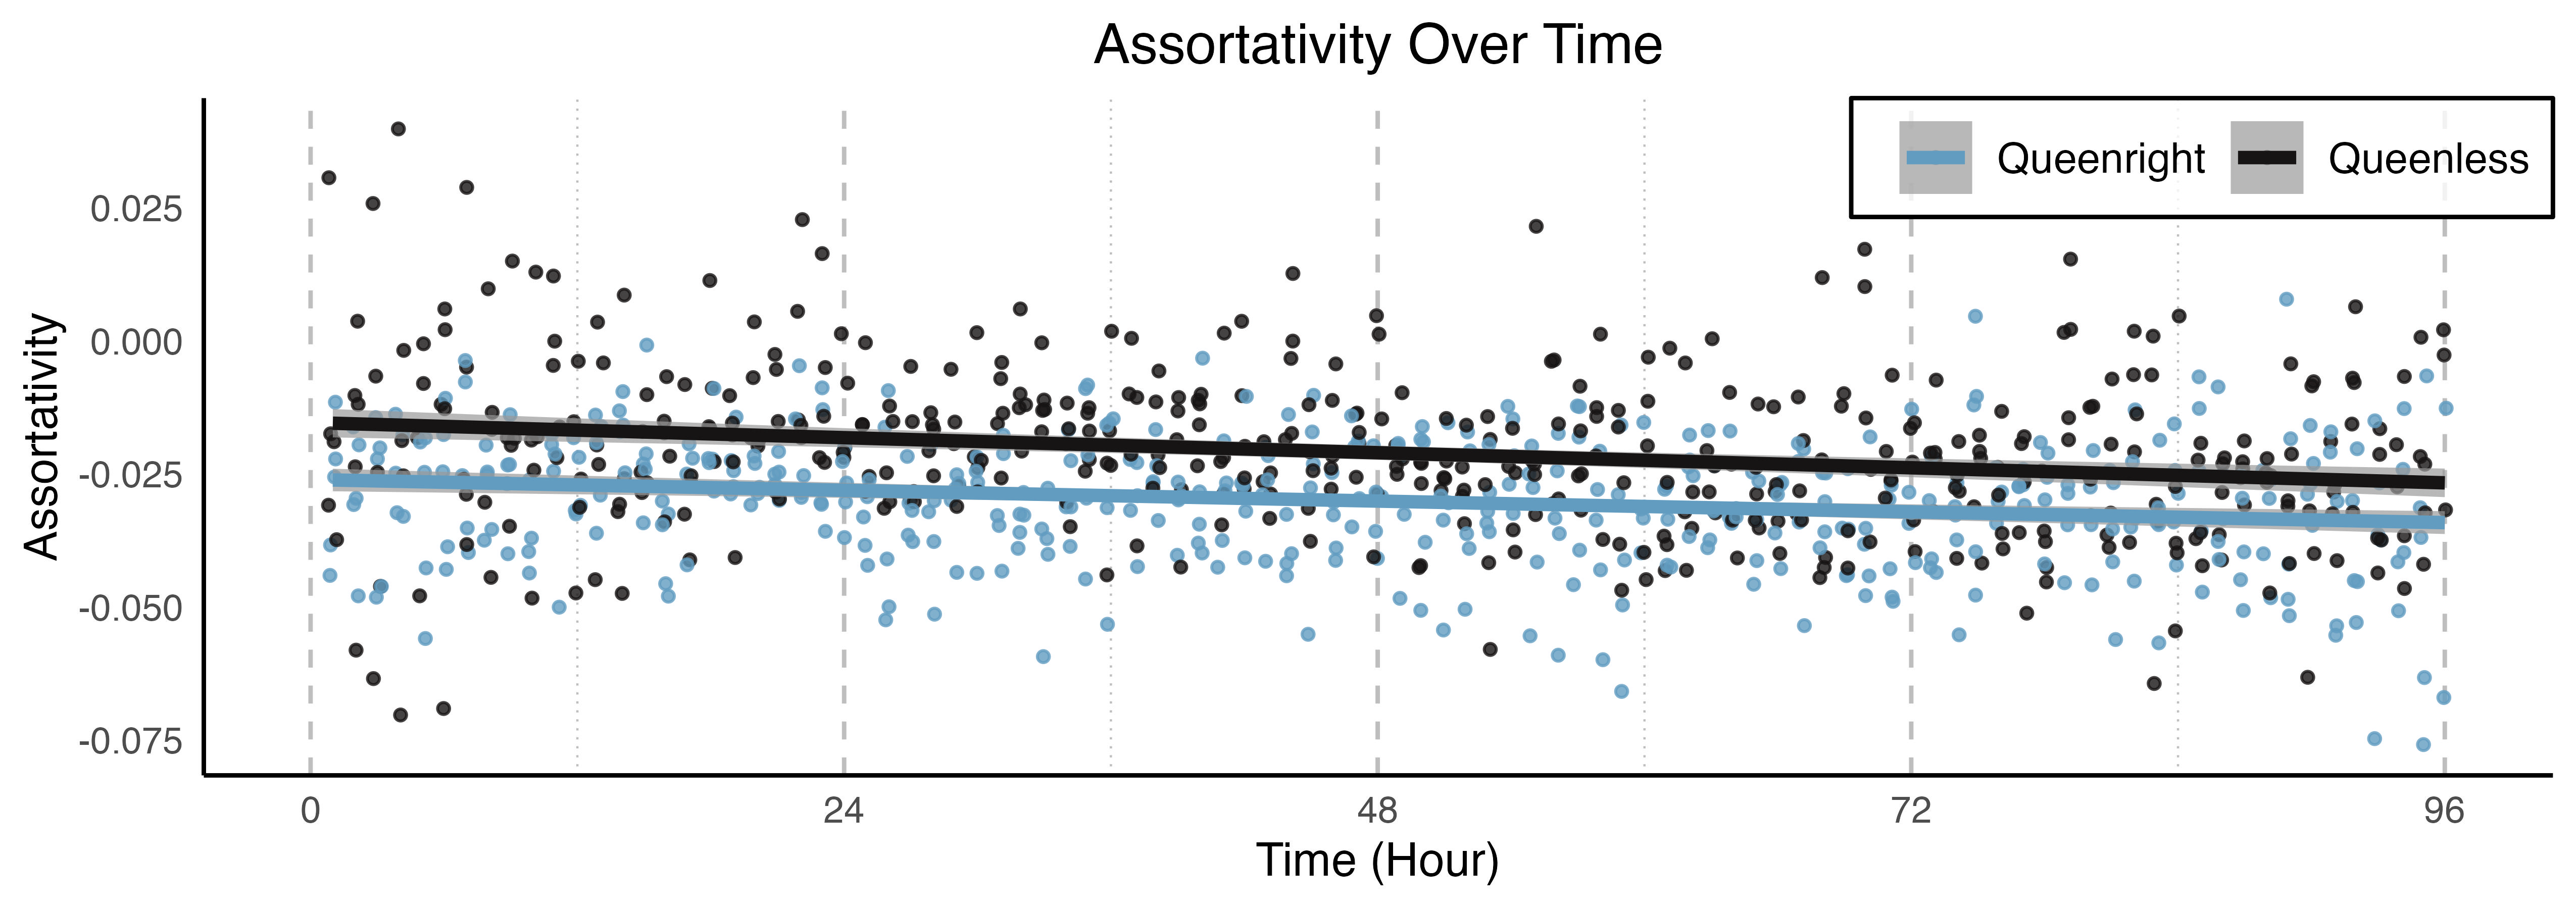 Assortativity Over Time
Queenright
Queenless
Assortativity
0.025
0.000
-0.025
-0.050
-0.075
0
24
48
72
96
Time (Hour)